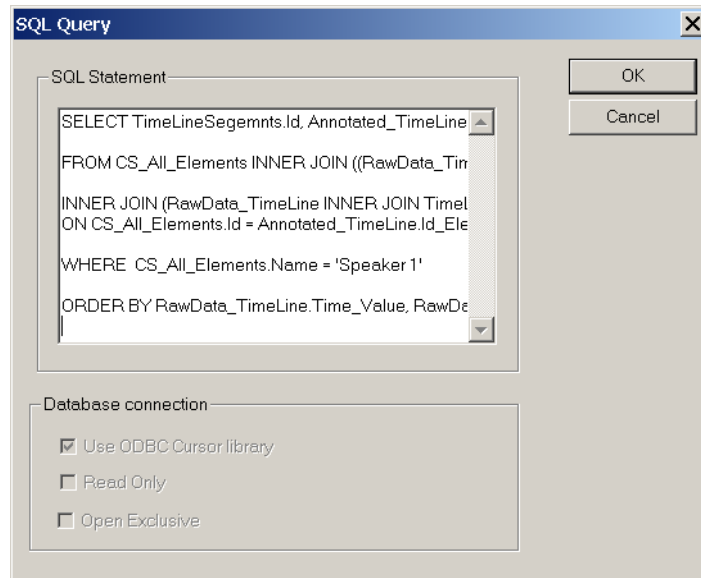 SQL Query
SQL Statement
SELECT TimeLineSegemnts.Id, Annotated_TimeLine
FROM CS_All_Elements INNER JOIN ((RawData_Tim
INNER JOIN (RawData_TimeLine INNER JOIN TimeL
ON CS_All_Elements.Id = Annotated_TimeLine.Id_Ele
WHERE CS_All_Elements.Name = 'Speaker 1'
ORDER BY RawData_TimeLine.Time_Value, RawDa
OK
Cancel
Database connection
Use ODBC Cursor library
Read Only
Open Exclusive